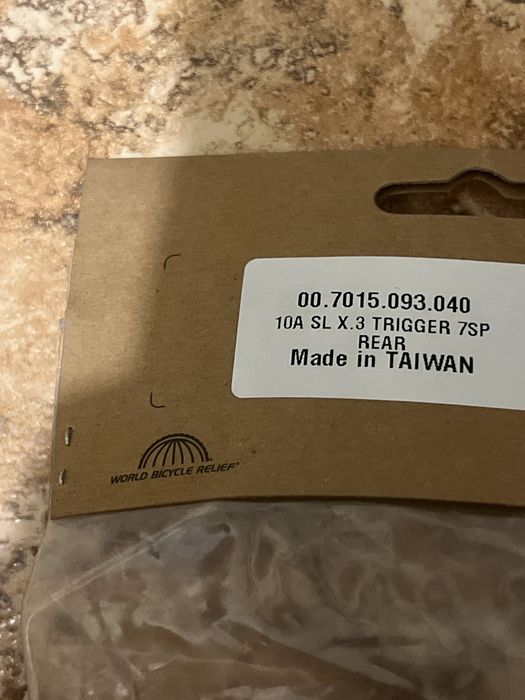 00.7015.093.040
10A SL X.3 TRIGGER 7SP
REAR
Made in TAIWAN
WORLD BICYCLE RELIEF®